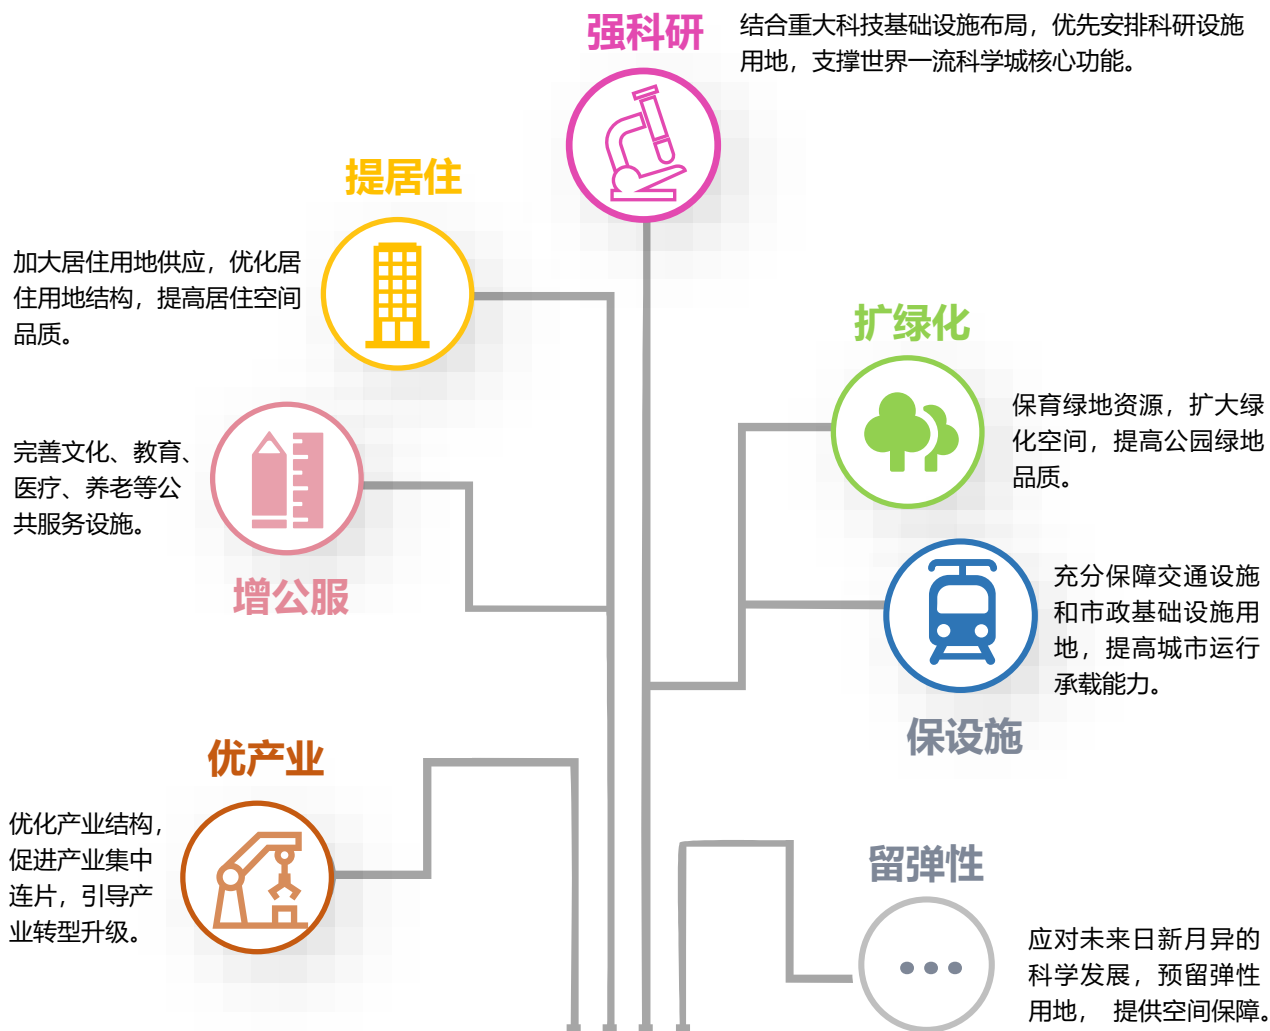 强科研
结合重大科技基础设施布局，优先安排科研设施
用地，支撑世界一流科学城核心功能。
提居住
加大居住用地供应，优化居
住用地结构，提高居住空间
品质。
扩绿化
保育绿地资源，扩大绿
化空间，提高公园绿地
品质。
完善文化、教育、
医疗、养老等公
共服务设施。
增公服
充分保障交通设施
和市政基础设施用
地，提高城市运行
承载能力。
保设施
优产业
优化产业结构，
促进产业集中
连片，引导产
业转型升级。
留弹性
应对未来日新月异的
科学发展，预留弹性
用地， 提供空间保障。